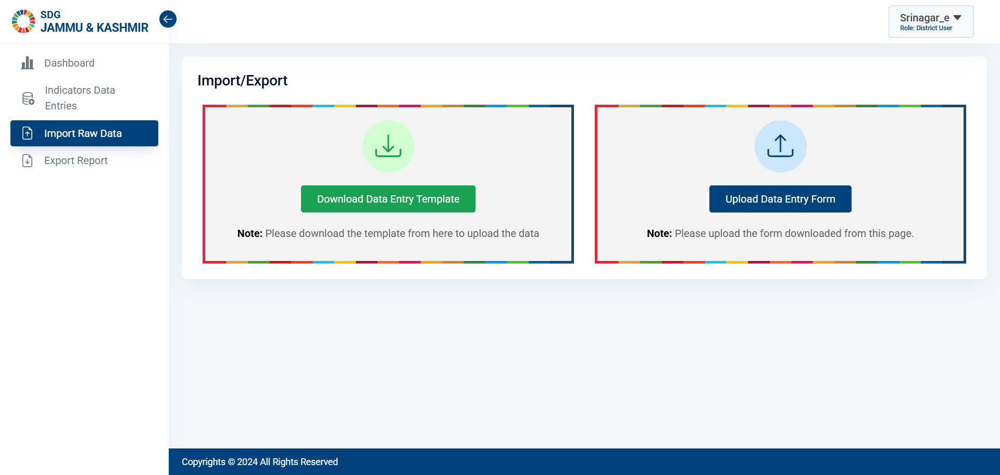 SDG
JAMMU & KASHMIR
Srinagar_e
Role: District User
Dashboard
Indicators Data
Entries
Import Raw Data
Export Report
Import/Export
Download Data Entry Template
Note: Please download the template from here to upload the data
Upload Data Entry Form
Note: Please upload the form downloaded from this page.
Copyrights © 2024 All Rights Reserved